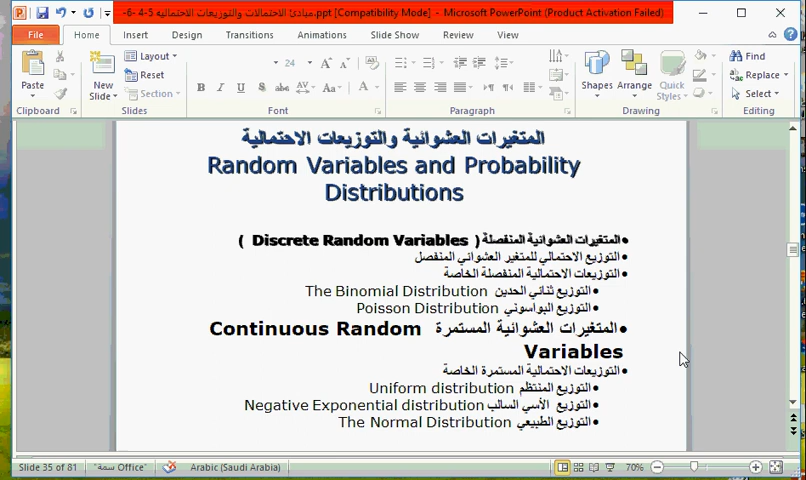 مبادئ الاحتمالات والتوزيعات الاحتمالية 5-4 -6-.ppt [Compatibility Mode] - Microsoft PowerPoint (Product Activation Failed)
File Home Insert Design Transitions Animations Slide Show Review View
Paste
Clipboard
New Slide
Layout
Reset
Section
Slides
24
B I U S abc AV Aa A
Font
Paragraph
Shapes Arrange Quick Styles
Drawing
Find
Replace
Select
Editing
المتغيرات العشوائية والتوزيعات الاحتمالية
Random Variables and Probability
Distributions
•المتغيرات العشوائية المنفصلة ( Discrete Random Variables )
•التوزيع الاحتمالي للمتغير العشوائي المنفصل
•التوزيعات الاحتمالية المنفصلة الخاصة
•التوزيع ثنائي الحدين The Binomial Distribution
•التوزيع البواسوني Poisson Distribution
•المتغيرات العشوائية المستمرة Continuous Random
Variables
•التوزيعات الاحتمالية المستمرة الخاصة
•التوزيع المنتظم Uniform distribution
•التوزيع الأسي السالب Negative Exponential distribution
•التوزيع الطبيعي The Normal Distribution
Slide 35 of 81 "سمة Office" Arabic (Saudi Arabia) 70%